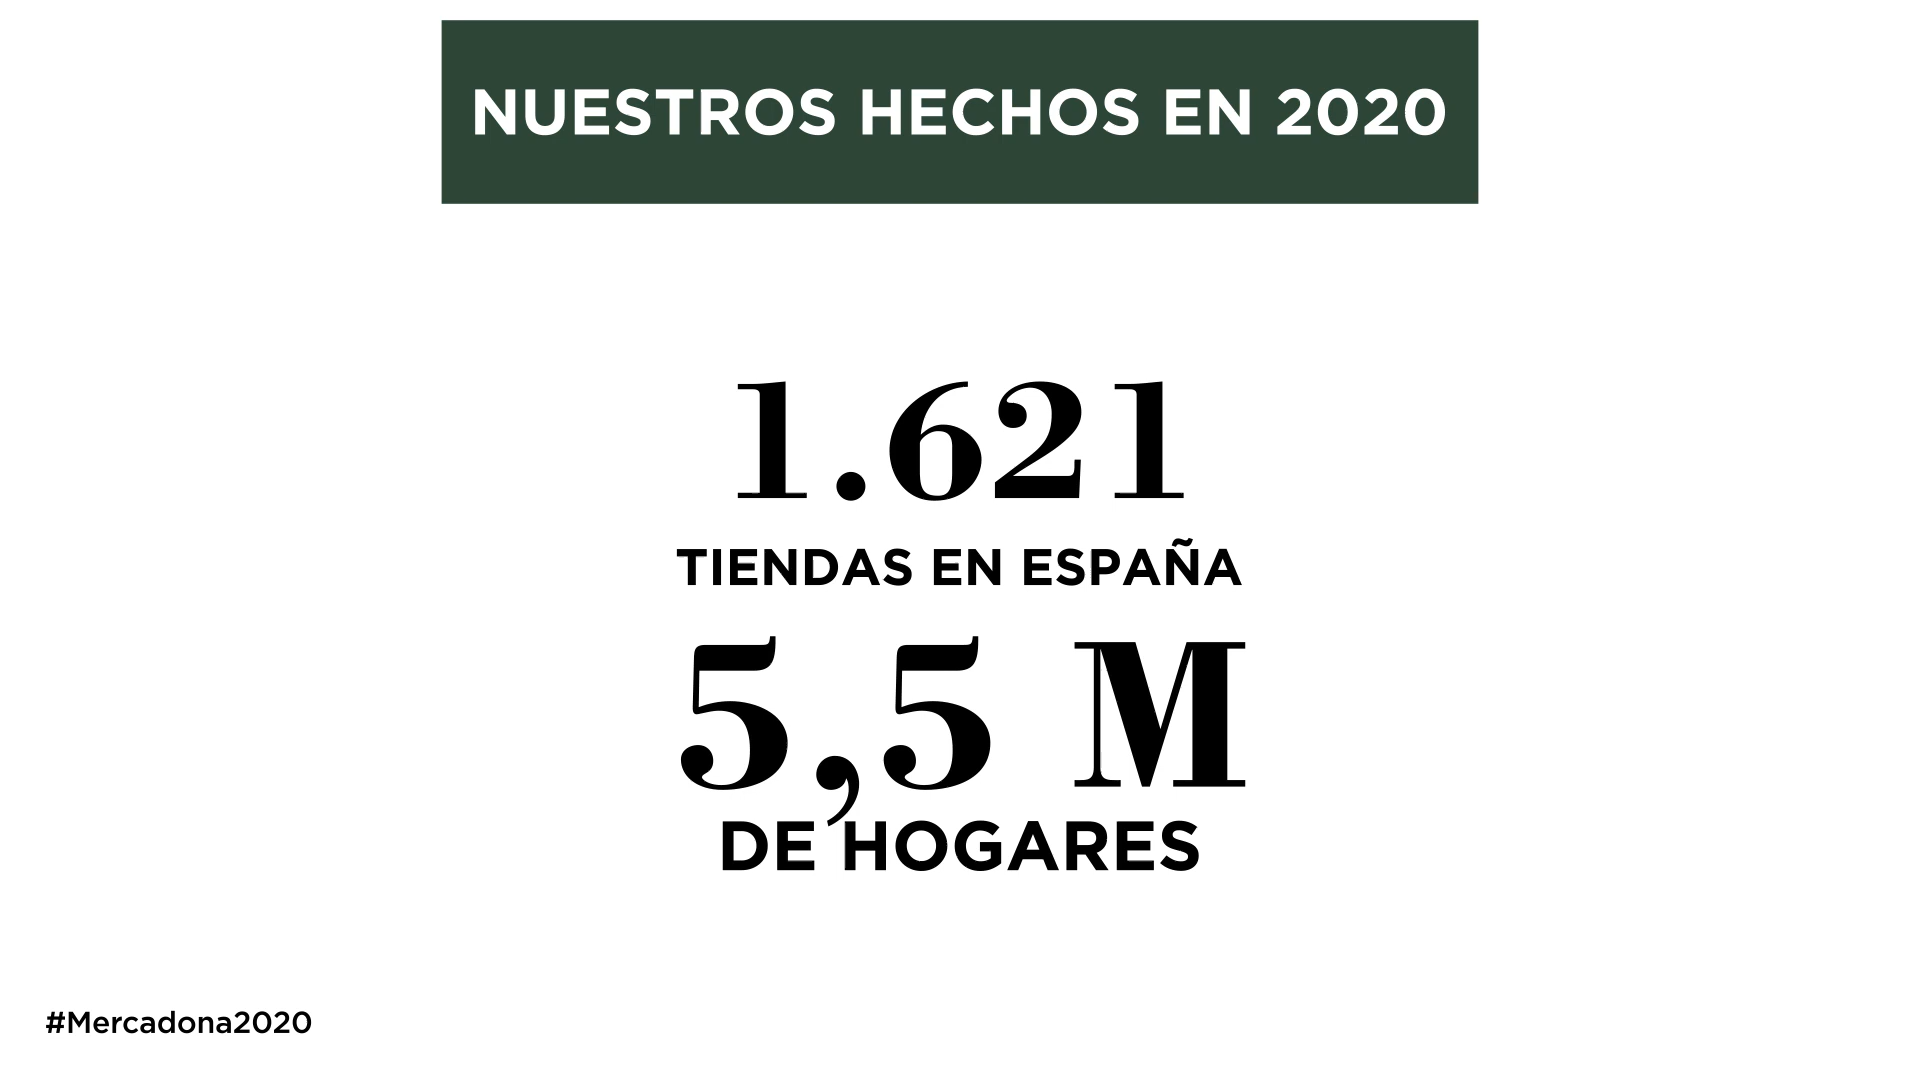 NUESTROS HECHOS EN 2020
1.621
TIENDAS EN ESPAÑA
5,5 M
DE HOGARES
#Mercadona2020